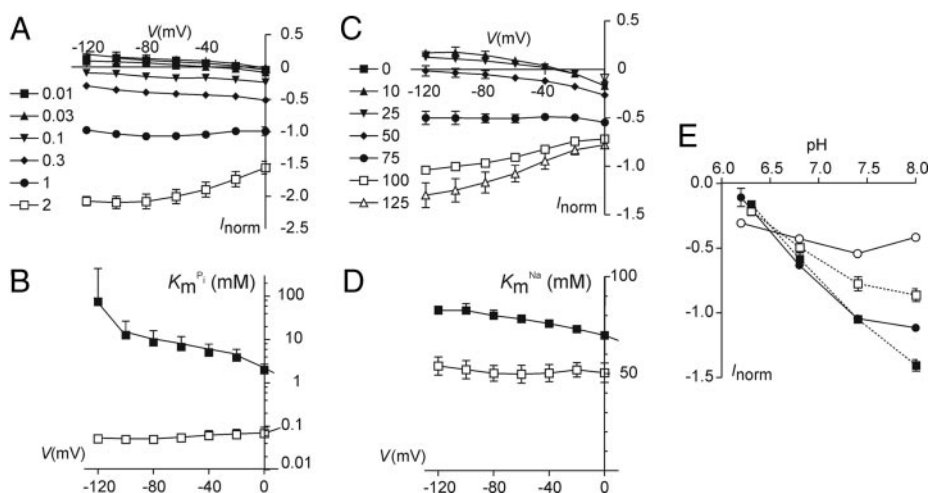 A
V(mV)
-120 -80 -40
0.5
0
-0.5
-1.0
-1.5
-2.0
-2.5
Inorm
0.01
0.03
0.1
0.3
1
2
C
V(mV)
-120 -80 -40
0.5
0
-0.5
-1.0
-1.5
Inorm
0
10
25
50
75
100
125
E
pH
6.0 6.5 7.0 7.5 8.0
0.0
-0.5
-1.0
-1.5
Inorm
B
KmPi (mM)
100
10
1
0.1
0.01
V(mV)
-120 -80 -40 0
D
KmNa (mM)
100
50
V(mV)
-120 -80 -40 0